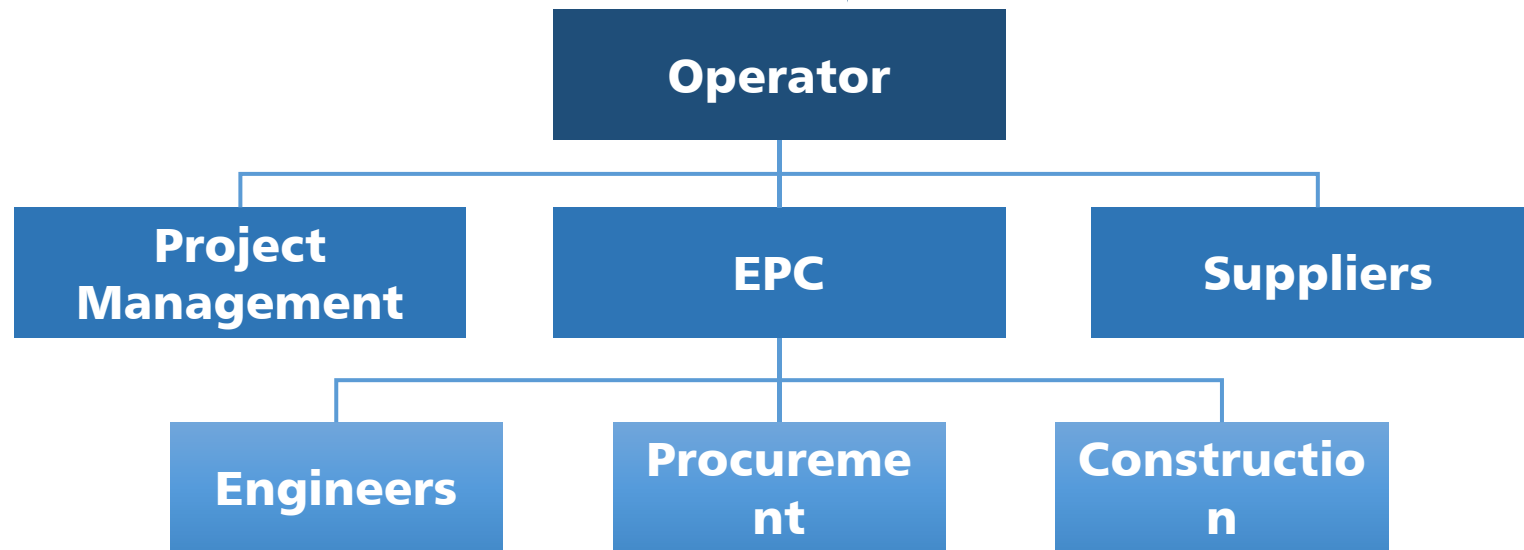 Operator
Project
Management
EPC
Suppliers
Engineers
Procureme
nt
Constructio
n